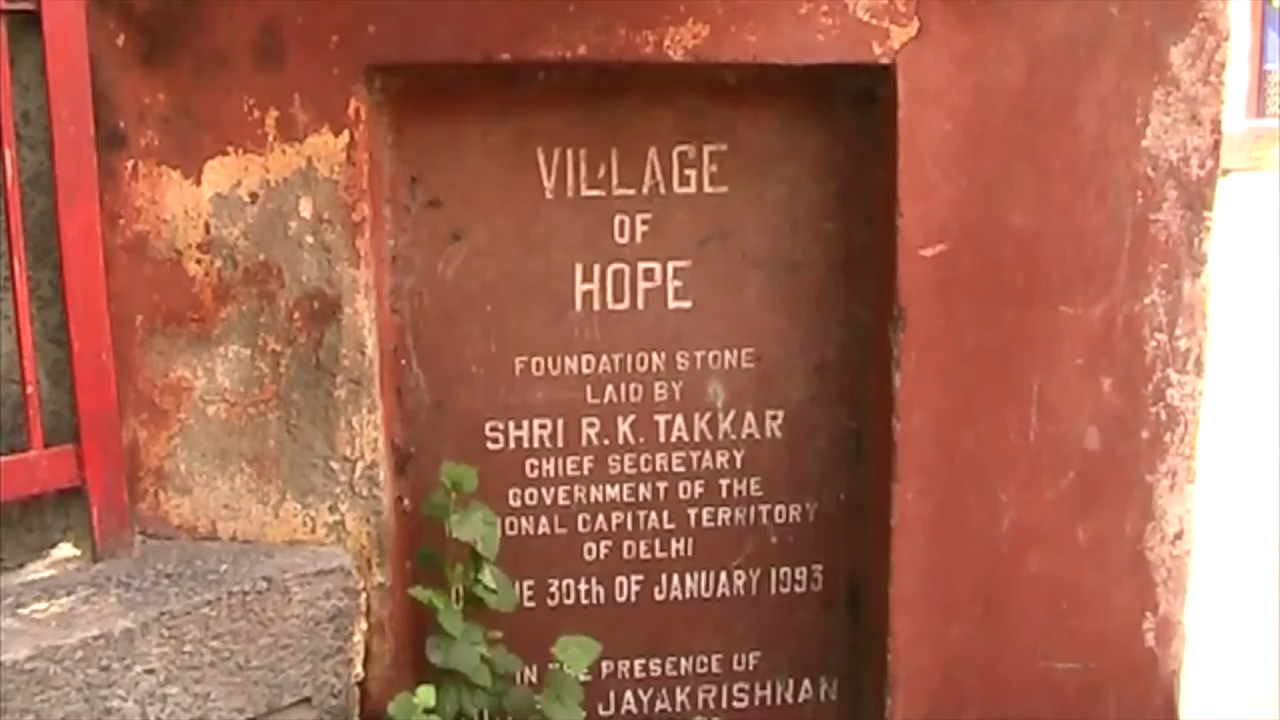 VILLAGE
OF
HOPE
FOUNDATION STONE
LAID BY
SHRI R.K. TAKKAR
CHIEF SECRETARY
GOVERNMENT OF THE
CAPITAL TERRITORY
OF DELHI
30th OF JANUARY 1993
IN PRESENCE OF
JAYAKRISHNAN